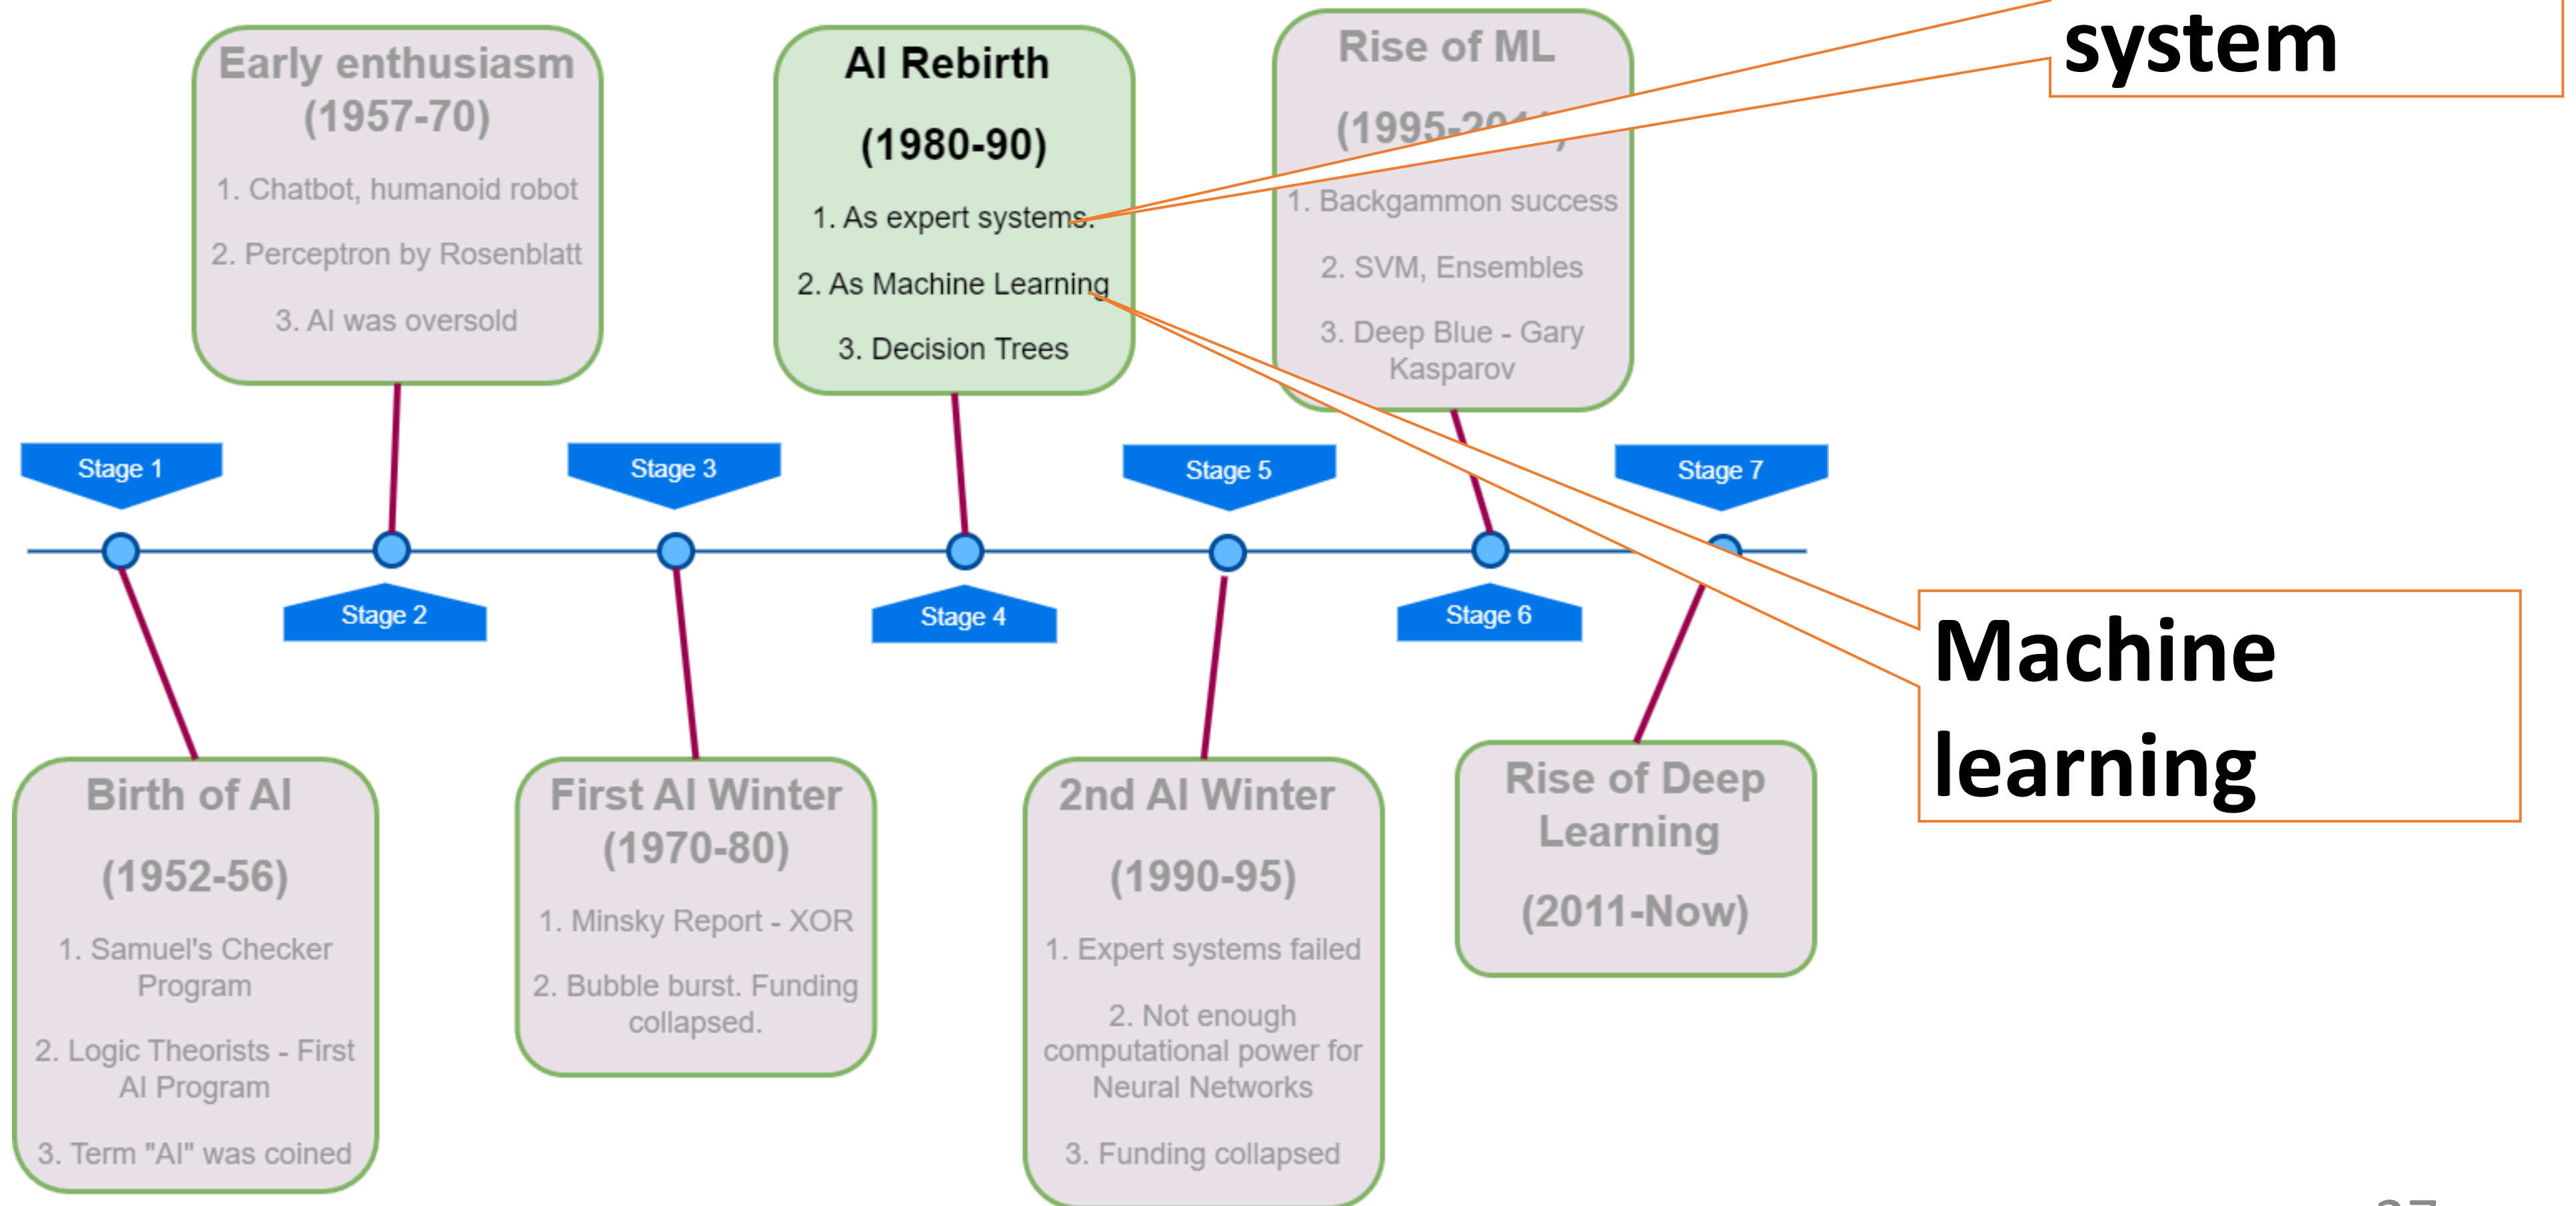 system
Early enthusiasm
(1957-70)
1. Chatbot, humanoid robot
2. Perceptron by Rosenblatt
3. AI was oversold
AI Rebirth
(1980-90)
1. As expert systems.
2. As Machine Learning
3. Decision Trees
Rise of ML
1. Backgammon success
2. SVM, Ensembles
3. Deep Blue - Gary
Kasparov
Stage 1
Stage 3
Stage 5
Stage 7
Stage 2
Stage 4
Stage 6
Machine
learning
Birth of AI
(1952-56)
1. Samuel's Checker
Program
2. Logic Theorists - First
AI Program
3. Term "AI" was coined
First AI Winter
(1970-80)
1. Minsky Report - XOR
2. Bubble burst. Funding
collapsed.
2nd AI Winter
(1990-95)
1. Expert systems failed
2. Not enough
computational power for
Neural Networks
3. Funding collapsed
Rise of Deep
Learning
(2011-Now)